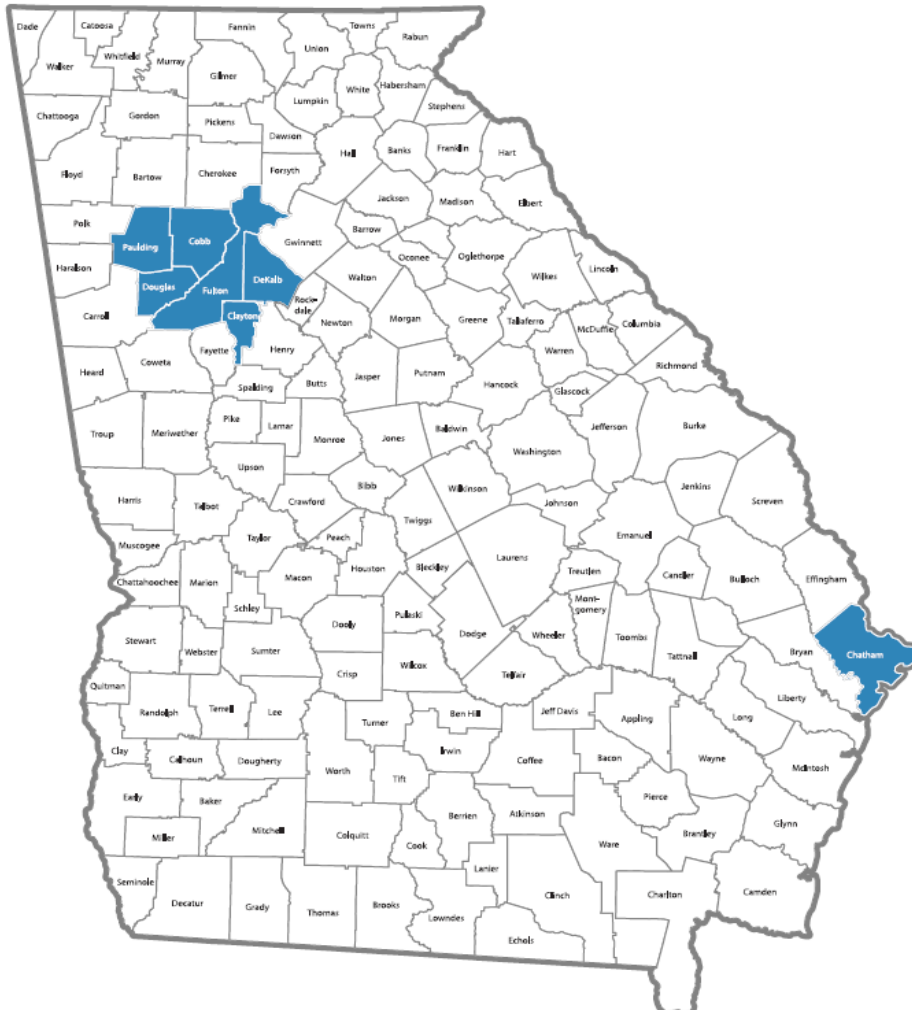 Dade
Catoosa
Fannin
Towns
Rabun
Union
Whitfield
Murray
Walker
Gilmer
White
Habersham
Lumpkin
Stephens
Chattooga
Gordon
Pickens
Dawson
Hall
Banks
Franklin
Hart
Floyd
Bartow
Cherokee
Forsyth
Jackson
Madison
Elbert
Polk
Paulding
Cobb
Gwinnett
Barrow
Oconee
Oglethorpe
Wilkes
Lincoln
Haralson
Douglas
Fulton
DeKalb
Walton
Rock-
dale
Carroll
Clayton
Newton
Morgan
Greene
Taliaferro
McDuffie
Columbia
Heard
Coweta
Fayette
Henry
Warren
Richmond
Spalding
Butts
Jasper
Putnam
Hancock
Glascock
Troup
Meriwether
Pike
Lamar
Monroe
Jones
Baldwin
Washington
Jefferson
Burke
Upson
Bibb
Wilkinson
Jenkins
Screven
Harris
Talbot
Crawford
Twiggs
Johnson
Muscogee
Taylor
Peach
Laurens
Emanuel
Chattahoochee
Marion
Macon
Houston
Bleckley
Treutlen
Candler
Bulloch
Effingham
Schley
Dooly
Pulaski
Mont-
gomery
Stewart
Webster
Sumter
Wilcox
Dodge
Wheeler
Toombs
Tattnall
Bryan
Chatham
Crisp
Telfair
Quitman
Randolph
Terrell
Lee
Turner
Ben Hill
Jeff Davis
Appling
Long
Liberty
Clay
Calhoun
Dougherty
Worth
Tift
Irwin
Coffee
Bacon
Wayne
McIntosh
Early
Baker
Pierce
Miller
Mitchell
Colquitt
Cook
Berrien
Atkinson
Ware
Brantley
Glynn
Seminole
Decatur
Grady
Thomas
Brooks
Lowndes
Lanier
Clinch
Charlton
Camden
Echols